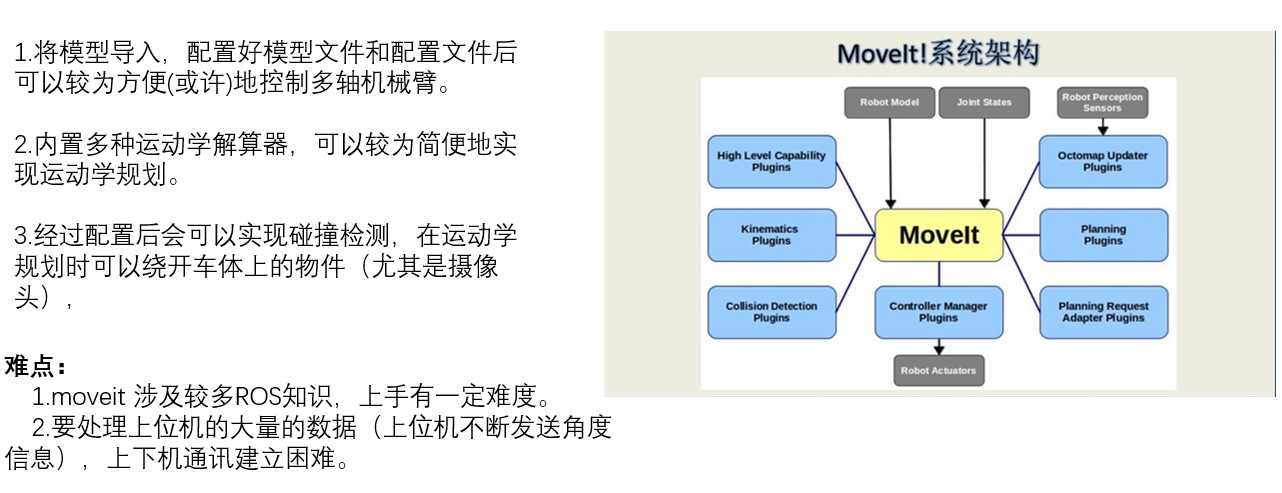 1.将模型导入，配置好模型文件和配置文件后
可以较为方便(或许)地控制多轴机械臂。
2.内置多种运动学解算器，可以较为简便地实
现运动学规划。
3.经过配置后会可以实现碰撞检测，在运动学
规划时可以绕开车体上的物件（尤其是摄像
头），
难点：
1.moveit 涉及较多ROS知识，上手有一定难度。
2.要处理上位机的大量的数据（上位机不断发送角度
信息），上下机通讯建立困难。
MoveIt!系统架构
Robot Model
Joint States
Robot Perception
Sensors
High Level Capability
Plugins
Octomap Updater
Plugins
Kinematics
Plugins
MoveIt
Planning
Plugins
Collision Detection
Plugins
Controller Manager
Plugins
Planning Request
Adapter Plugins
Robot Actuators